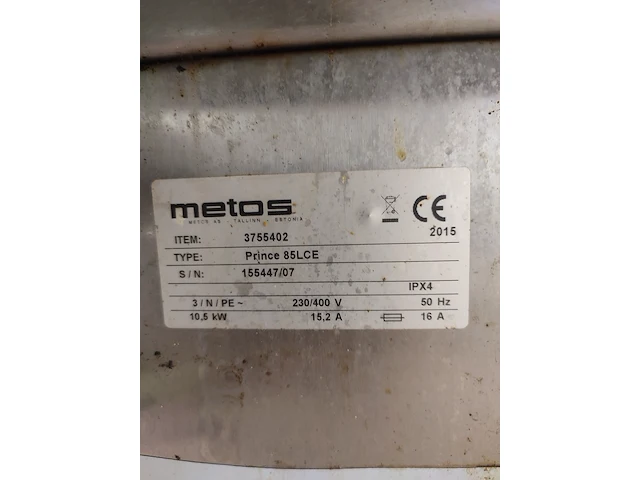 metos
METOS AS TALLINN ESTONIA
CE
2015
ITEM: 3755402
TYPE: Prince 85LCE
S / N: 155447/07
IPX4
3 / N / PE ~ 230/400 V 50 Hz
10,5 kW 15,2 A 16 A